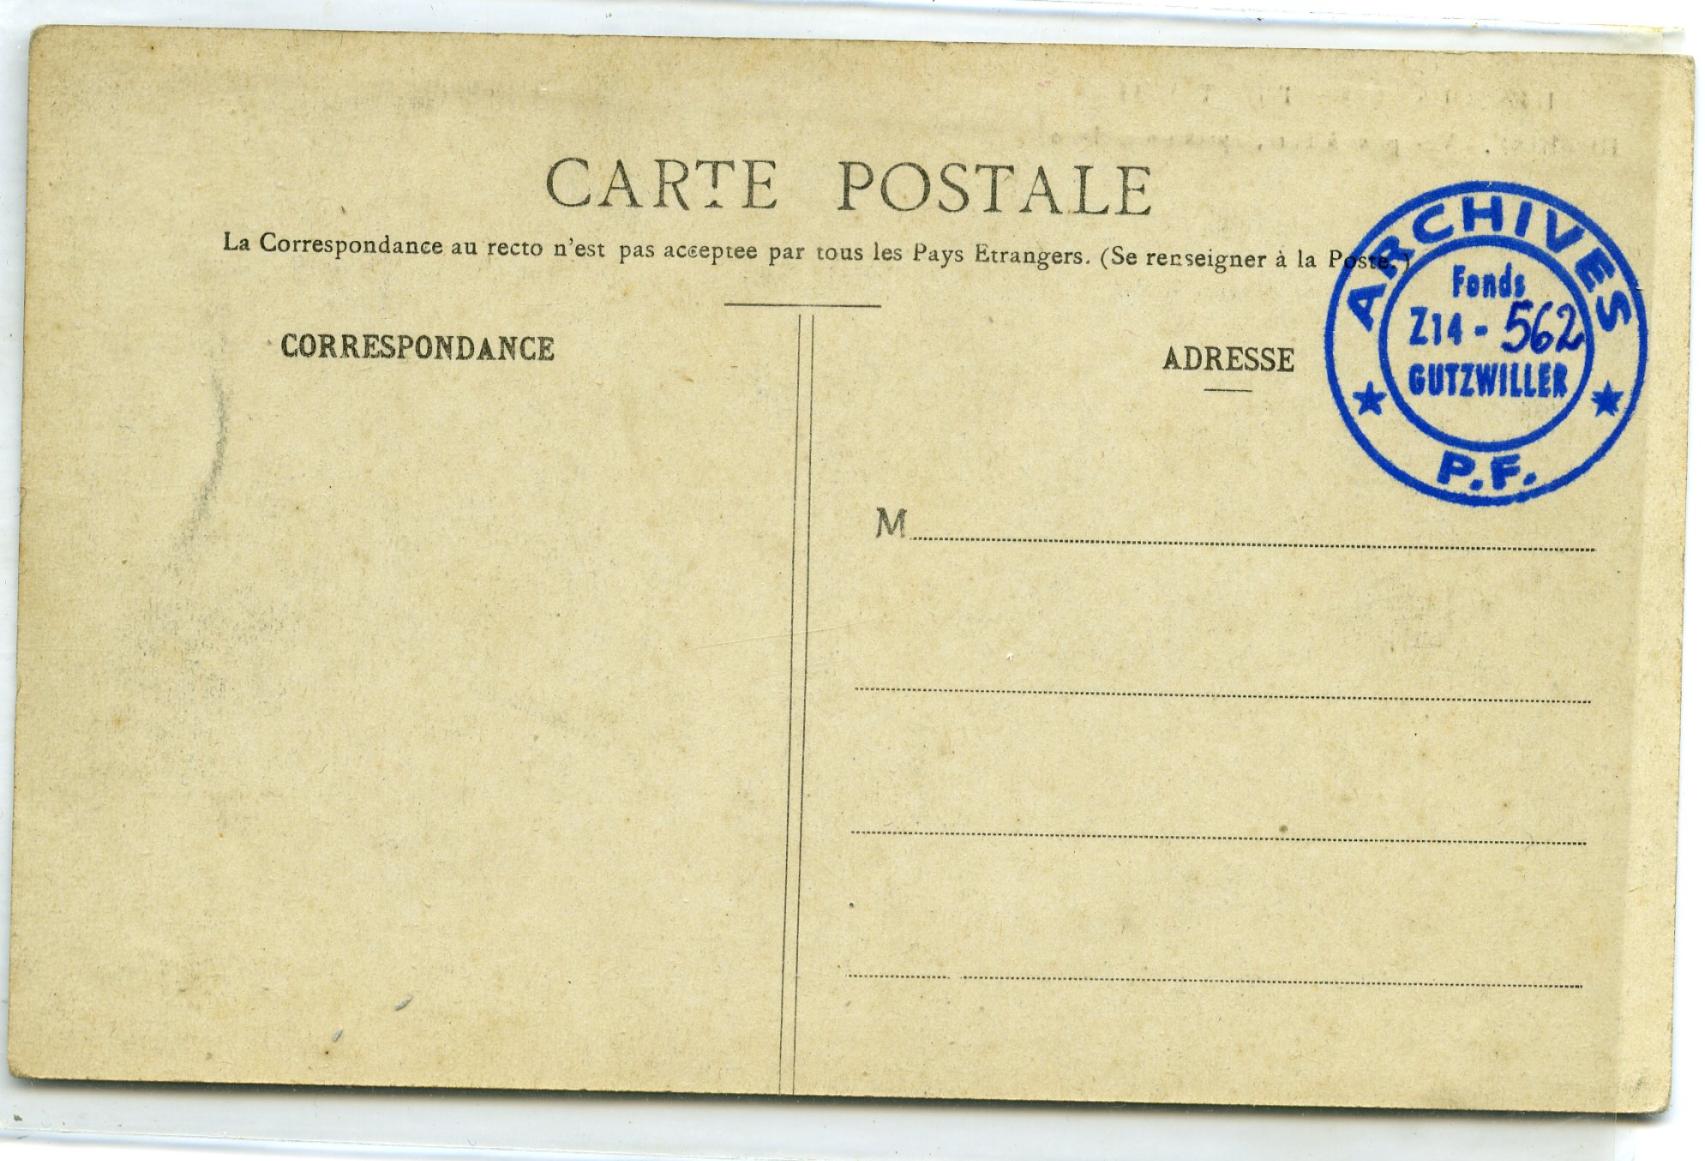 CARTE POSTALE
La Correspondance au recto n'est pas acceptee par tous les Pays Etrangers. (Se renseigner à la Poste.)
CORRESPONDANCE
ADRESSE
ARCHIVES
Fonds
Z14 - 562
GUTZWILLER
P.F.
M